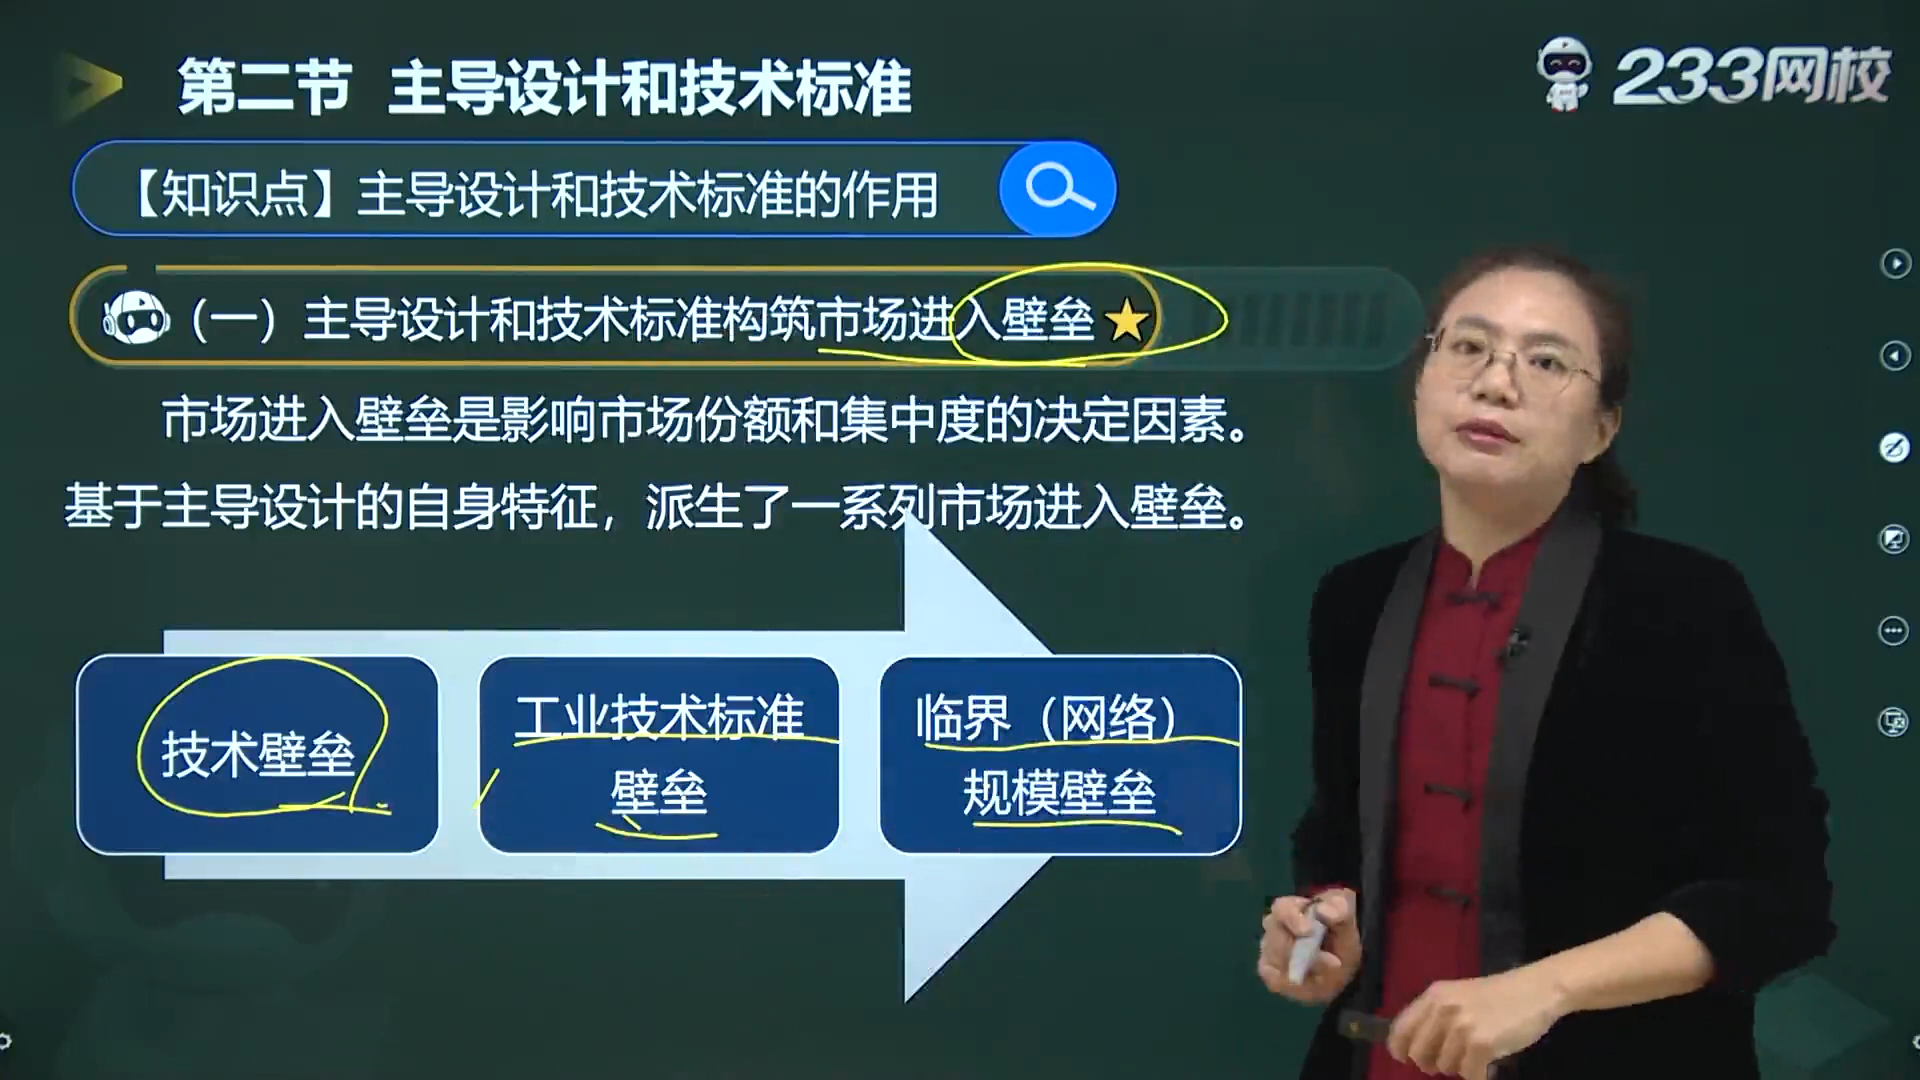 第二节 主导设计和技术标准
233网校
【知识点】主导设计和技术标准的作用
（一）主导设计和技术标准构筑市场进入壁垒
市场进入壁垒是影响市场份额和集中度的决定因素。
基于主导设计的自身特征，派生了一系列市场进入壁垒。
技术壁垒
工业技术标准
壁垒
临界（网络）
规模壁垒